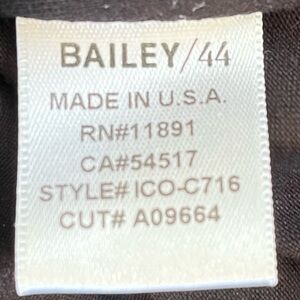 BAILEY/44
MADE IN U.S.A.
RN#11891
CA#54517
STYLE# ICO-C716
CUT# A09664